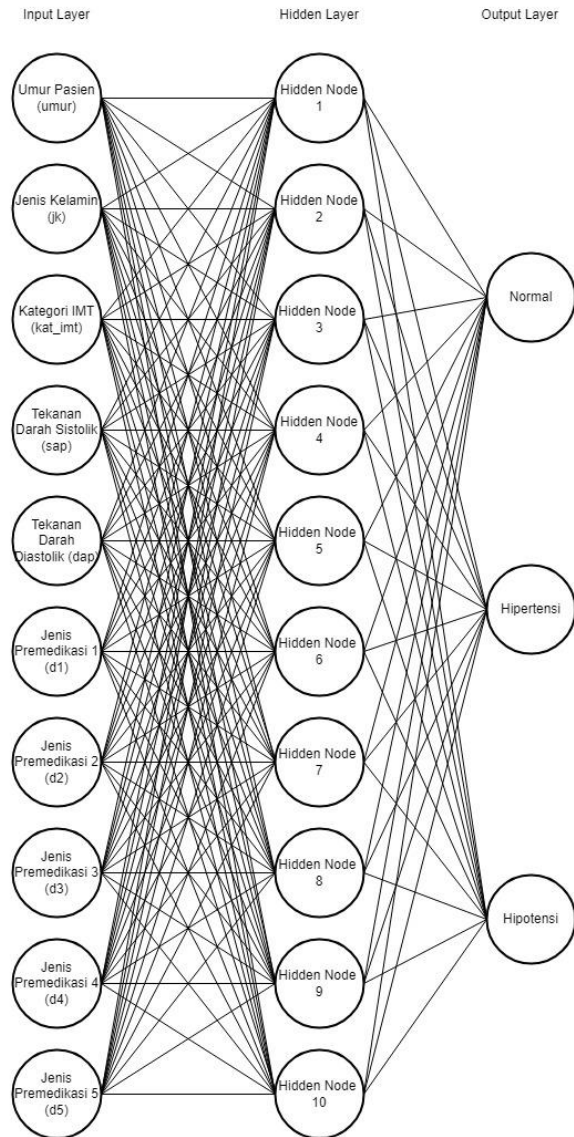 Input Layer
Hidden Layer
Output Layer
Umur Pasien
(umur)
Jenis Kelamin
(jk)
Kategori IMT
(kat_imt)
Tekanan
Darah Sistolik
(sap)
Tekanan
Darah
Diastolik (dap)
Jenis
Premedikasi 1
(d1)
Jenis
Premedikasi 2
(d2)
Jenis
Premedikasi 3
(d3)
Jenis
Premedikasi 4
(d4)
Jenis
Premedikasi 5
(d5)
Hidden Node
1
Hidden Node
2
Hidden Node
3
Hidden Node
4
Hidden Node
5
Hidden Node
6
Hidden Node
7
Hidden Node
8
Hidden Node
9
Hidden Node
10
Normal
Hipertensi
Hipotensi